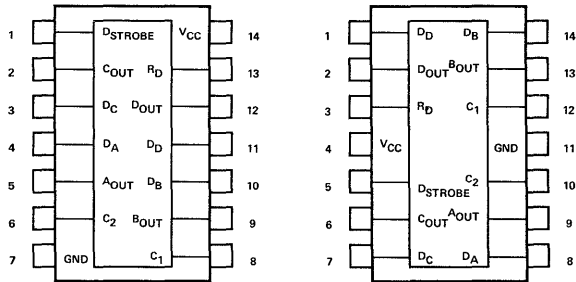 1 DSTROBE VCC 14
2 COUT RD 13
3 DC DOUT 12
4 DA DD 11
5 AOUT DB 10
6 C2 BOUT 9
7 GND C1 8
1 DD DB 14
2 DOUT BOUT 13
3 RD C1 12
4 VCC GND 11
5 DSTROBE C2 10
6 COUT AOUT 9
7 DC DA 8